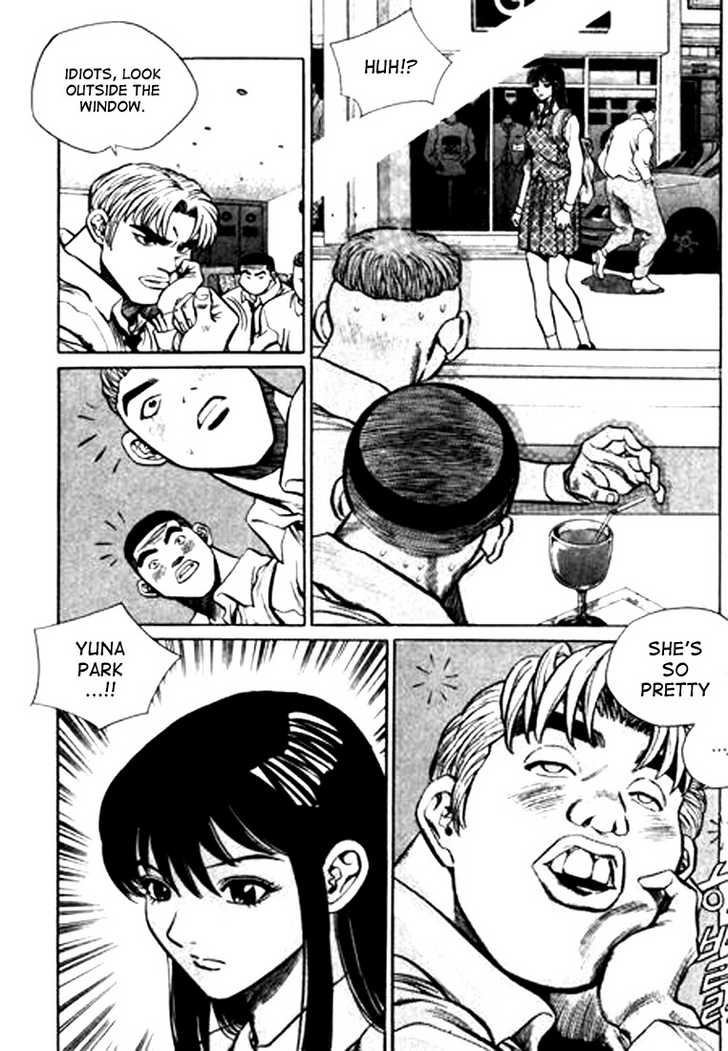 IDIOTS, LOOK
OUTSIDE THE
WINDOW.
HUH!?
YUNA
PARK
...!!
SHE'S
SO
PRETTY
...